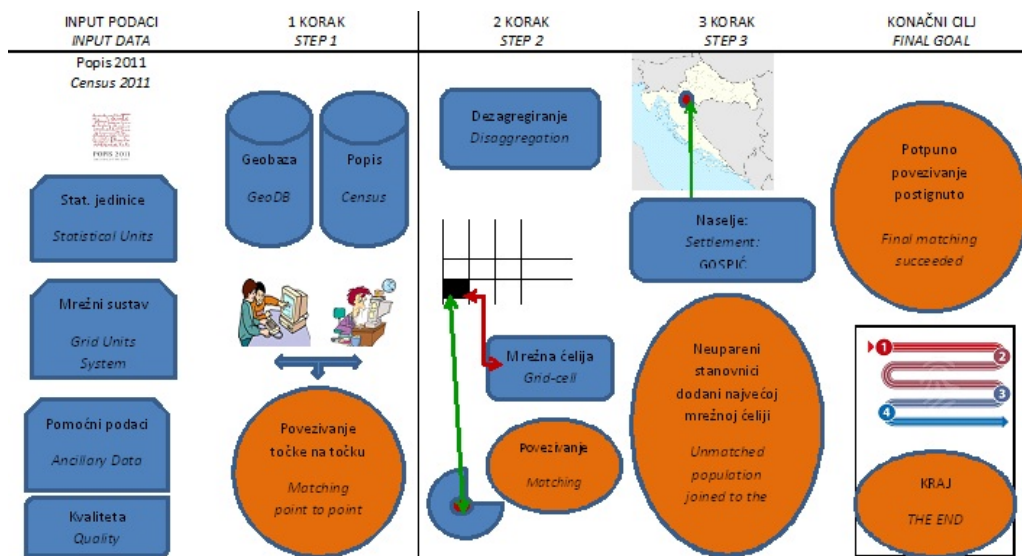 INPUT PODACI
INPUT DATA
Popis 2011
Census 2011
POPIS 2011
Stat. jedinice
Statistical Units
Mrežni sustav
Grid Units
System
Pomoćni podaci
Ancillary Data
Kvaliteta
Quality
1 KORAK
STEP 1
Geobaza
GeoDB
Popis
Census
Povezivanje
točke na točku
Matching
point to point
2 KORAK
STEP 2
Dezagregiranje
Disaggregation
Mrežna ćelija
Grid-cell
Povezivanje
Matching
3 KORAK
STEP 3
Naselje:
Settlement:
GOSPIĆ
Neupareni
stanovnici
dodani najvećoj
mrežnoj ćeliji
Unmatched
population
joined to the
KONAČNI CILJ
FINAL GOAL
Potpuno
povezivanje
postignuto
Final matching
succeeded
1
2
3
4
KRAJ
THE END